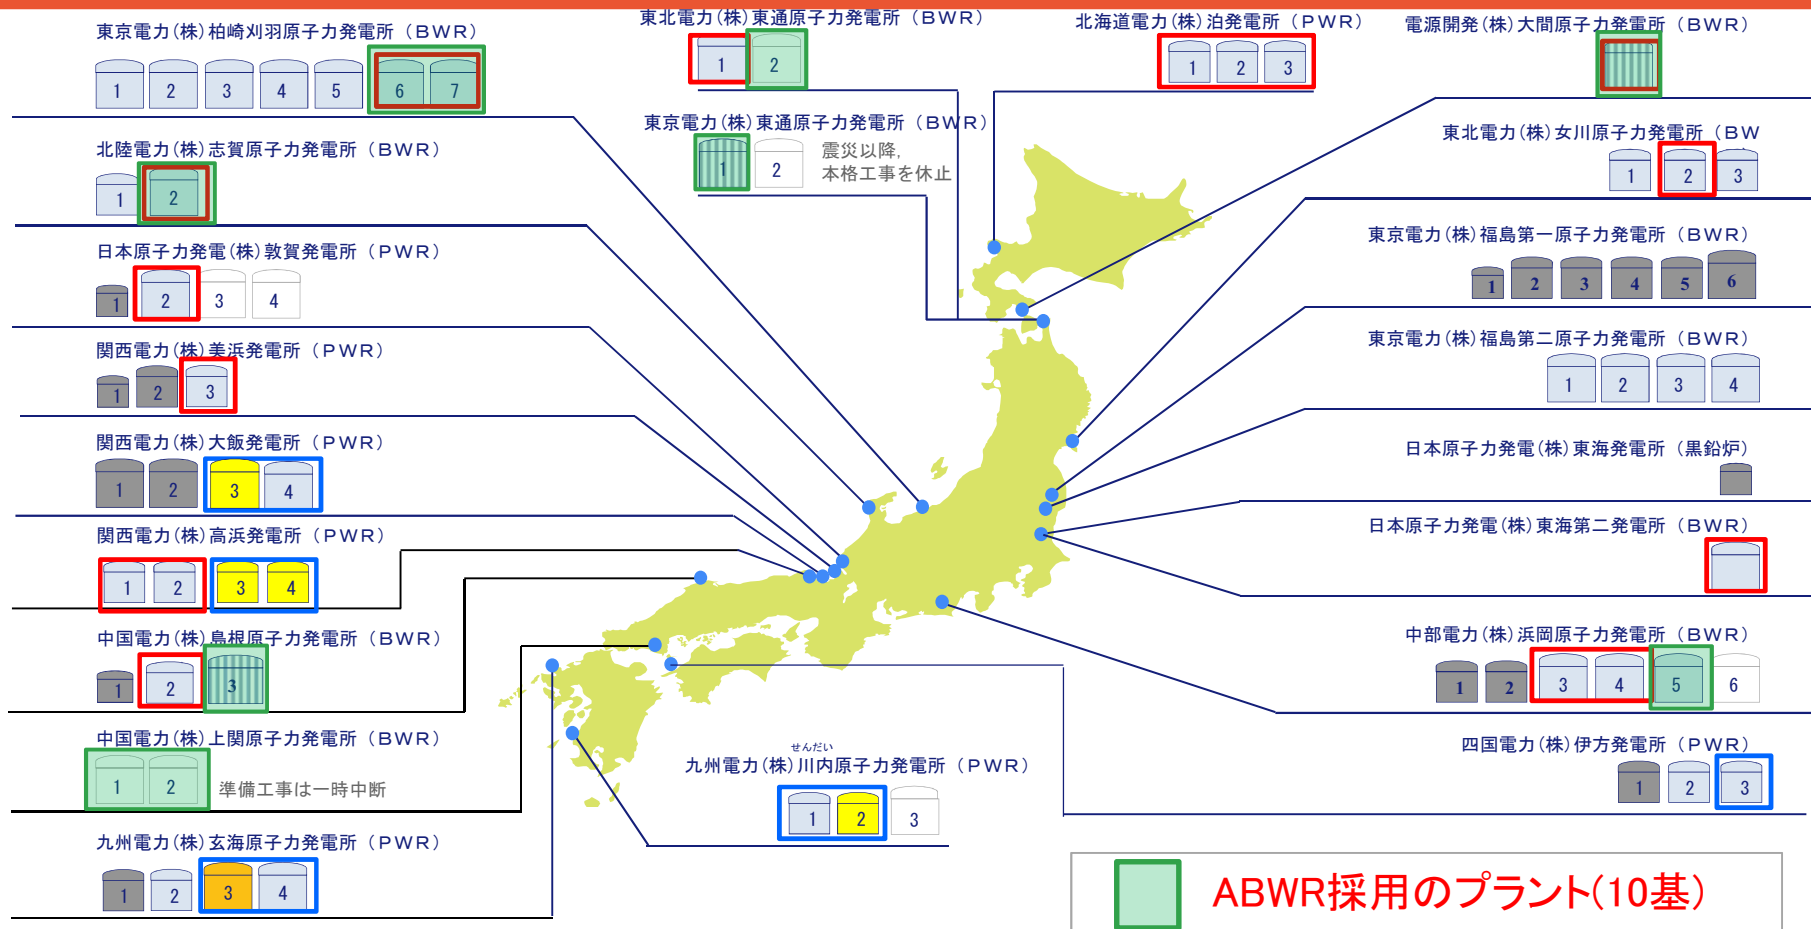 東京電力(株)柏崎刈羽原子力発電所(BWR)
1 2 3 4 5 6 7
北陸電力(株)志賀原子力発電所(BWR)
1 2
日本原子力発電(株)敦賀発電所(PWR)
1 2 3 4
関西電力(株)美浜発電所(PWR)
1 2 3
関西電力(株)大飯発電所(PWR)
1 2 3 4
関西電力(株)高浜発電所(PWR)
1 2 3 4
中国電力(株)島根原子力発電所(BWR)
1 2 3
中国電力(株)上関原子力発電所(BWR)
1 2 準備工事は一時中断
九州電力(株)玄海原子力発電所(PWR)
1 2 3 4
東北電力(株)東通原子力発電所(BWR)
1 2
東京電力(株)東通原子力発電所(BWR)
1 2 震災以降,
本格工事を休止
北海道電力(株)泊発電所(PWR)
1 2 3
電源開発(株)大間原子力発電所(BWR)
東北電力(株)女川原子力発電所(BW
1 2 3
東京電力(株)福島第一原子力発電所(BWR)
1 2 3 4 5 6
東京電力(株)福島第二原子力発電所(BWR)
1 2 3 4
日本原子力発電(株)東海発電所(黒鉛炉)
日本原子力発電(株)東海第二発電所(BWR)
中部電力(株)浜岡原子力発電所(BWR)
1 2 3 4 5 6
四国電力(株)伊方発電所(PWR)
1 2 3
せんだい
九州電力(株)川内原子力発電所(PWR)
1 2 3
ABWR採用のプラント(10基)